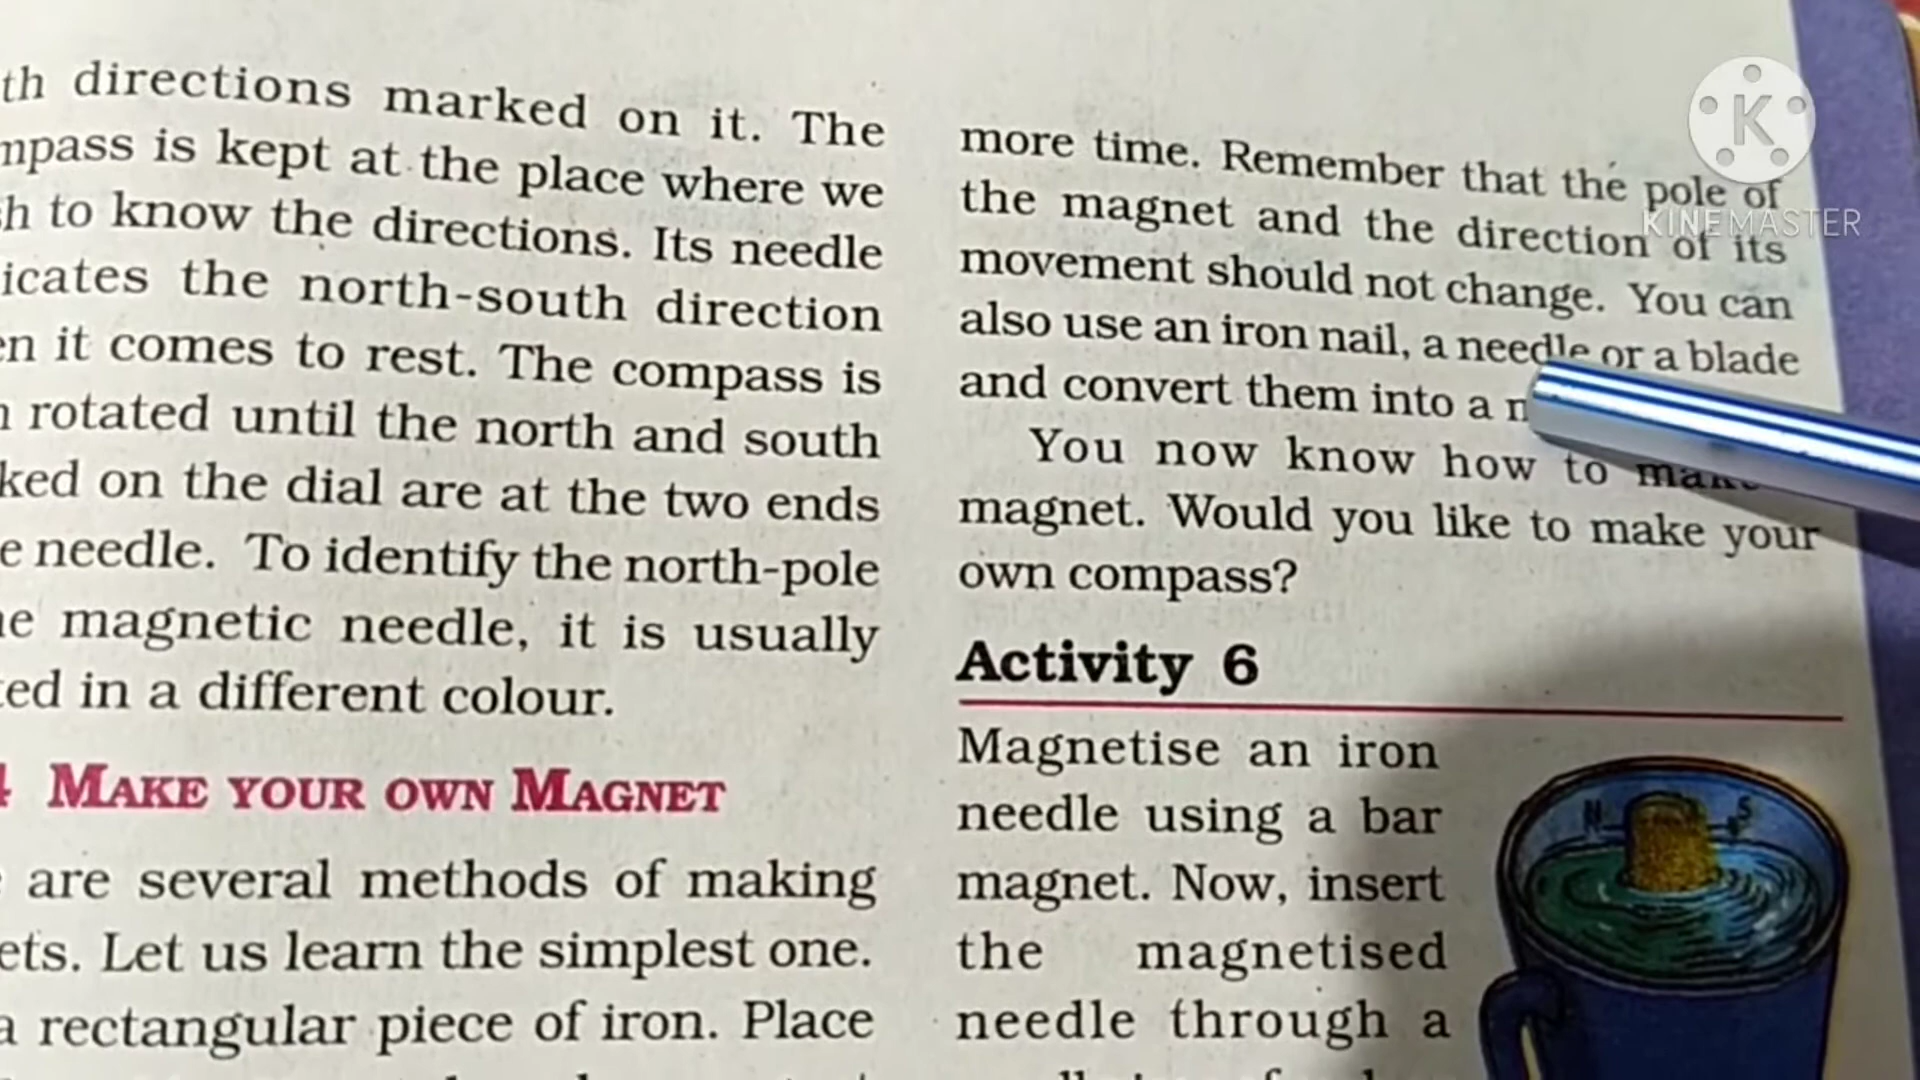 th directions marked on it. The
mpass is kept at the place where we
sh to know the directions. Its needle
icates the north-south direction
en it comes to rest. The compass is
n rotated until the north and south
ked on the dial are at the two ends
e needle. To identify the north-pole
he magnetic needle, it is usually
ted in a different colour.
4 MAKE YOUR OWN MAGNET
are several methods of making
ets. Let us learn the simplest one.
a rectangular piece of iron. Place
more time. Remember that the pole of
the magnet and the direction of its
movement should not change. You can
also use an iron nail, a needle or a blade
and convert them into a
You now know how to make
magnet. Would you like to make your
own compass?
Activity 6
Magnetise an iron
needle using a bar
magnet. Now, insert
the magnetised
needle through a
N S
K
KINEMASTER